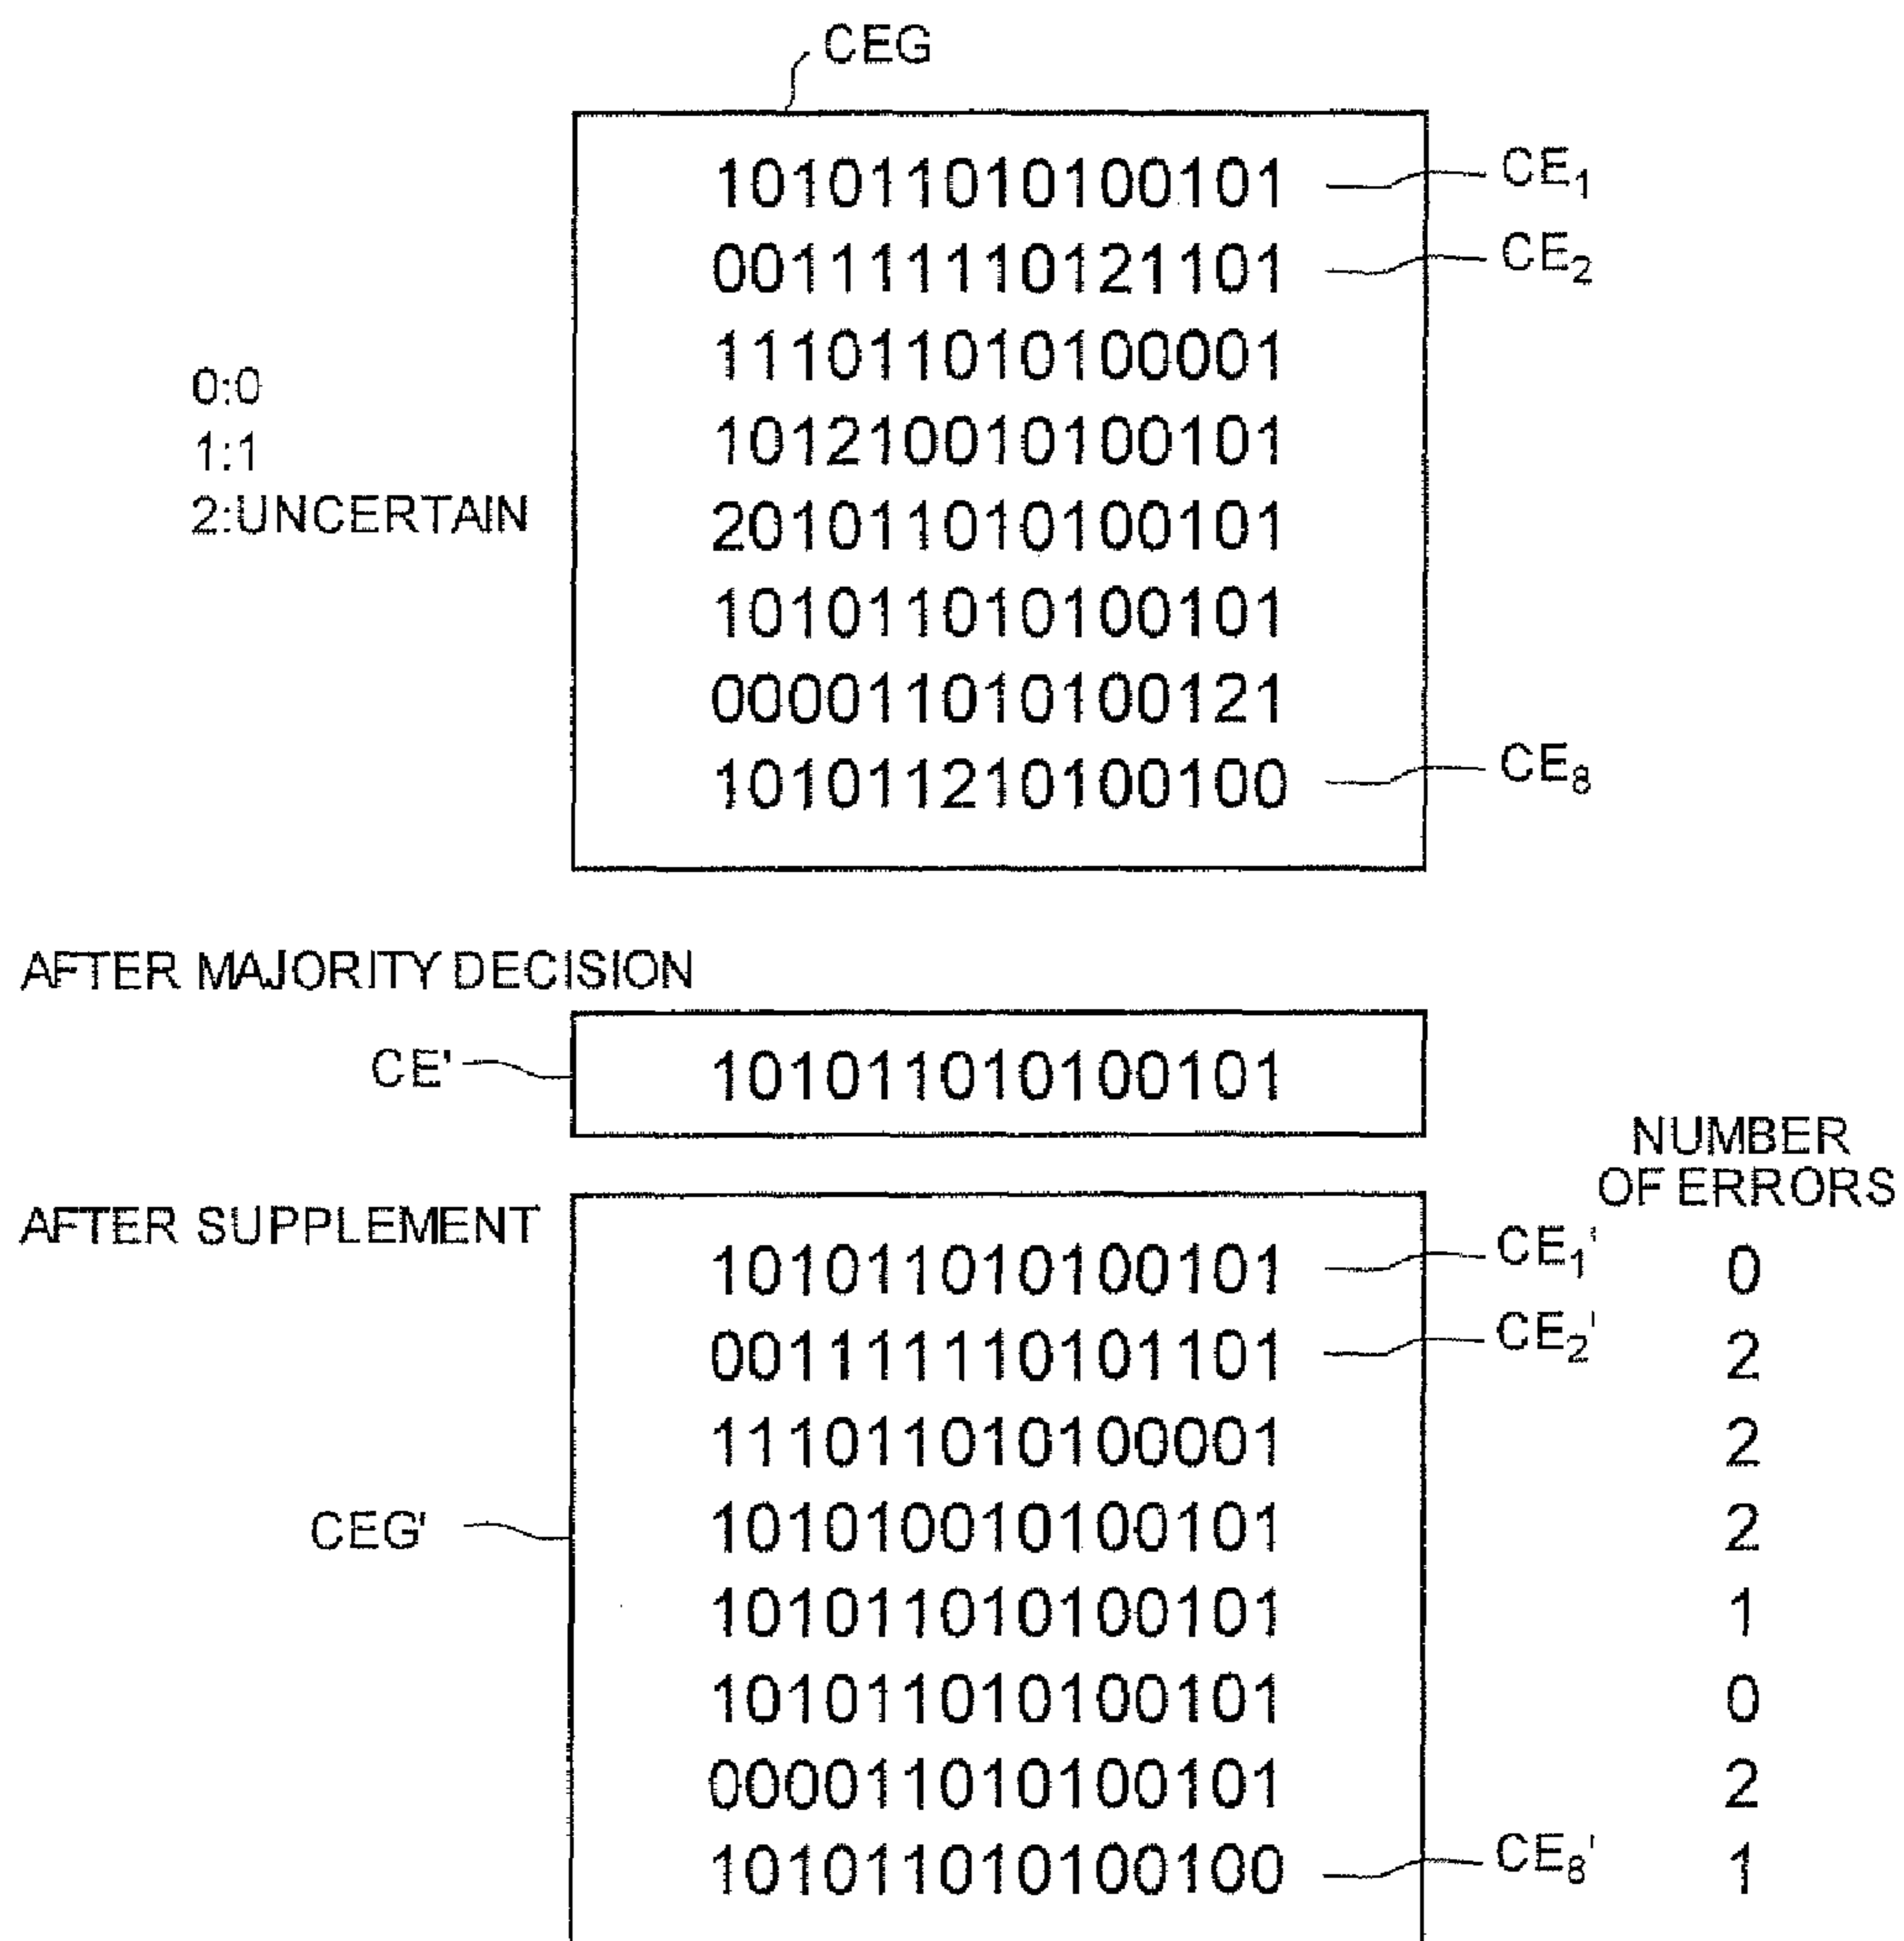 CEG
101011010100101 CE₁
001111110121101 CE₂
111011010100001
0:0
101210010100101
1:1
2:UNCERTAIN
201011010100101
101011010100101
000011010100121
101011210100100 CE₈
AFTER MAJORITY DECISION
CE' 101011010100101
NUMBER
OF ERRORS
AFTER SUPPLEMENT
101011010100101 CE₁' 0
001111110101101 CE₂' 2
111011010100001 2
CEG' 101010010100101 2
101011010100101 1
101011010100101 0
000011010100101 2
101011010100100 CE₈' 1